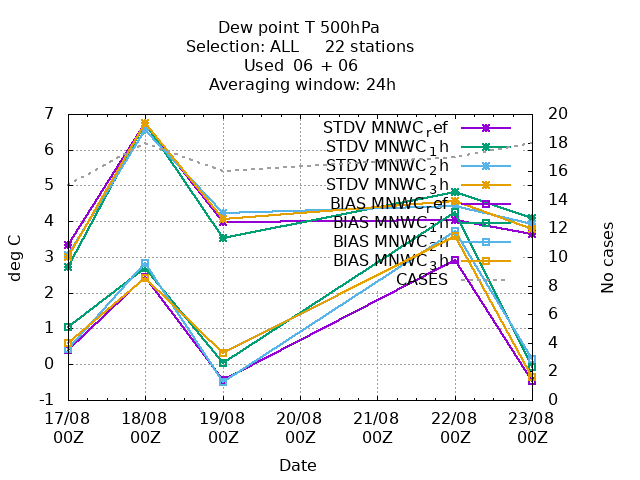 Dew point T 500hPa
Selection: ALL 22 stations
Used 06 + 06
Averaging window: 24h
7 20
6 18
5 16
4 14
3 12
2 10
1 8
0 6
-1 4
2
0
deg C
No cases
STDV MNWC_ref
STDV MNWC_1h
STDV MNWC_2h
STDV MNWC_3h
BIAS MNWC_ref
BIAS MNWC_1h
BIAS MNWC_2h
BIAS MNWC_3h
CASES
17/08 18/08 19/08 20/08 21/08 22/08 23/08
00Z 00Z 00Z 00Z 00Z 00Z 00Z
Date